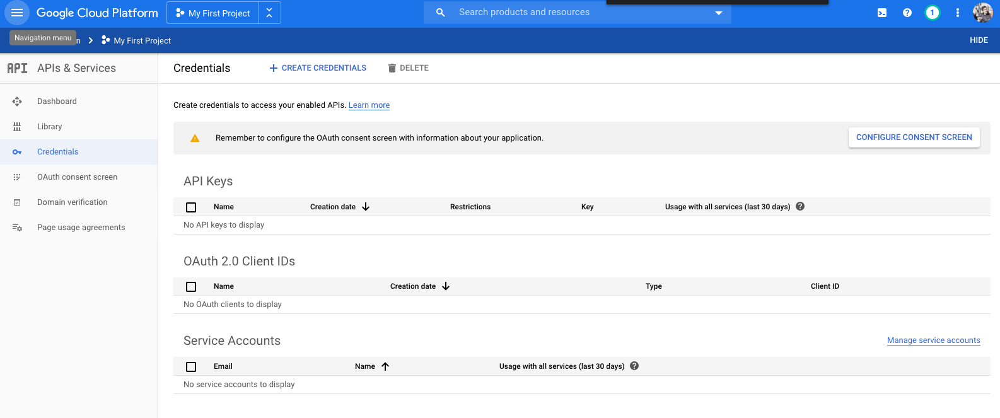 Google Cloud Platform
My First Project
Search products and resources
1
Navigation menu
n
My First Project
HIDE
API
APIs & Services
Credentials
CREATE CREDENTIALS
DELETE
Dashboard
Library
Credentials
OAuth consent screen
Domain verification
Page usage agreements
Create credentials to access your enabled APIs. Learn more
Remember to configure the OAuth consent screen with information about your application.
CONFIGURE CONSENT SCREEN
API Keys
Name Creation date Restrictions Key Usage with all services (last 30 days)
No API keys to display
OAuth 2.0 Client IDs
Name Creation date Type Client ID
No OAuth clients to display
Service Accounts
Manage service accounts
Email Name Usage with all services (last 30 days)
No service accounts to display